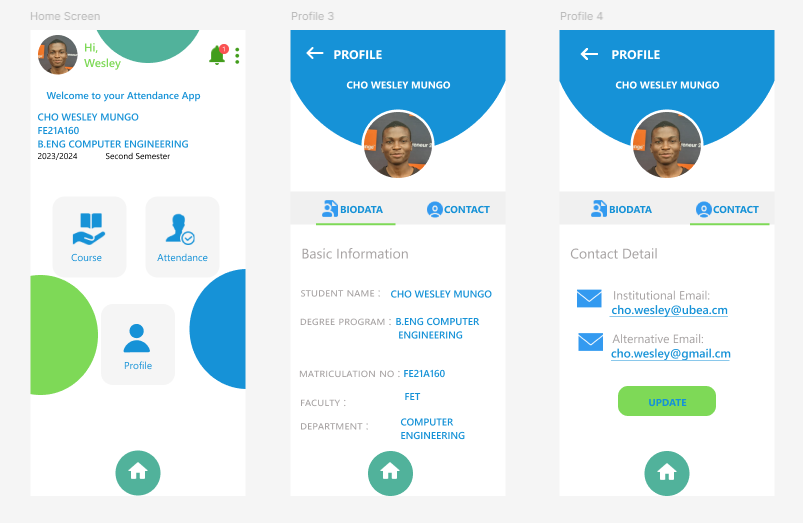 Home Screen
Hi,
Wesley
1
Welcome to your Attendance App
CHO WESLEY MUNGO
FE21A160
B.ENG COMPUTER ENGINEERING
2023/2024 Second Semester
Course
Attendance
Profile
Profile 3
PROFILE
CHO WESLEY MUNGO
BIODATA CONTACT
Basic Information
STUDENT NAME : CHO WESLEY MUNGO
DEGREE PROGRAM : B.ENG COMPUTER
ENGINEERING
MATRICULATION NO : FE21A160
FACULTY : FET
DEPARTMENT : COMPUTER
ENGINEERING
Profile 4
PROFILE
CHO WESLEY MUNGO
BIODATA CONTACT
Contact Detail
Institutional Email:
cho.wesley@ubea.cm
Alternative Email:
cho.wesley@gmail.cm
UPDATE